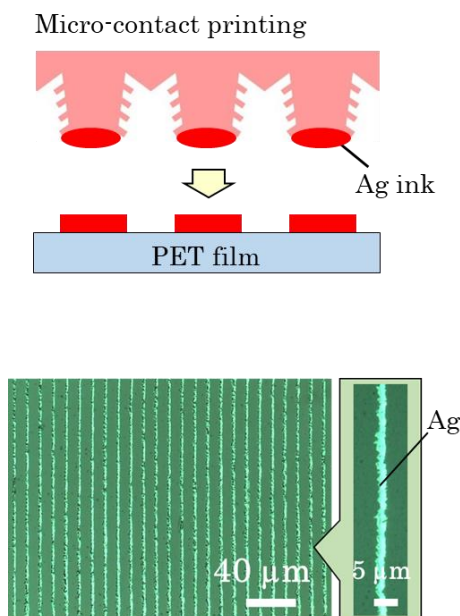 Micro-contact printing
Ag ink
PET film
Ag
40 µm
5 µm